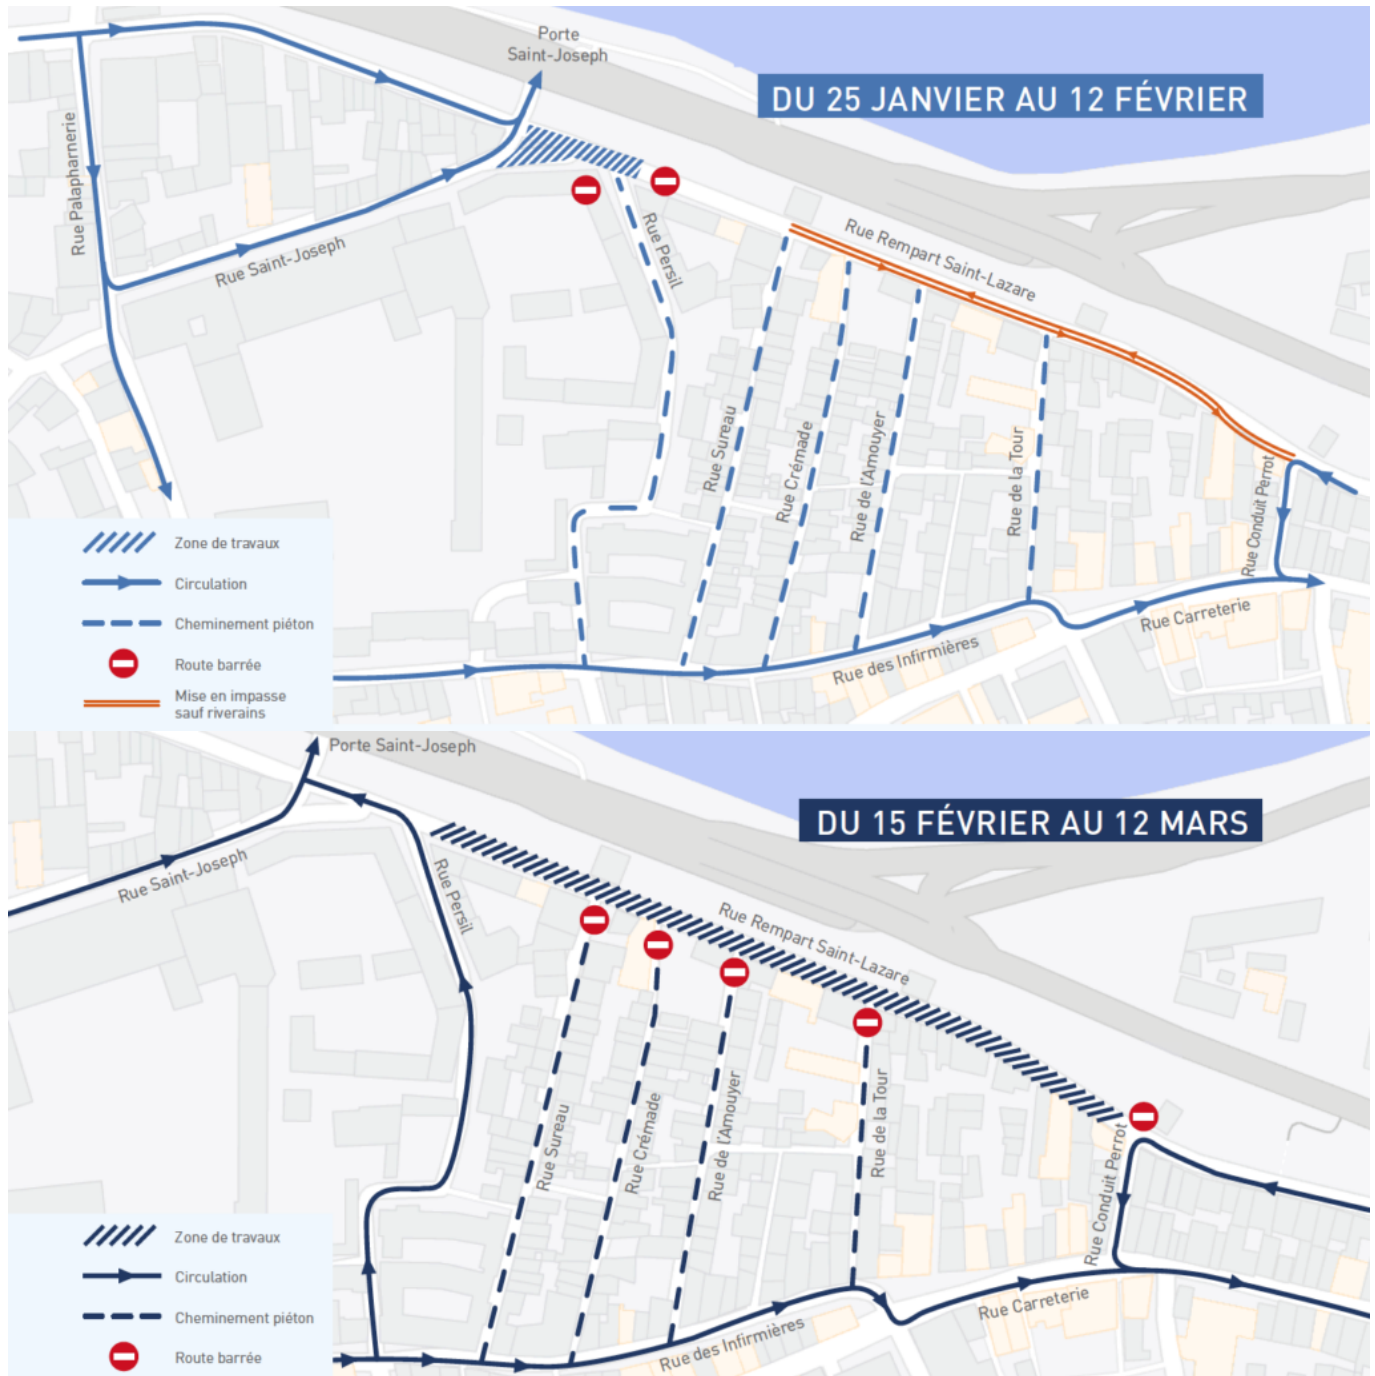 Porte
Saint-Joseph
DU 25 JANVIER AU 12 FÉVRIER
Rue Palapharnerie
Rue Saint-Joseph
Rue Persil
Rue Rempart Saint-Lazare
Rue Sureau
Rue Crémade
Rue de l'Amouyer
Rue de la Tour
Rue Conduit Perrot
Rue Carreterie
Rue des Infirmières
Zone de travaux
Circulation
Cheminement piéton
Route barrée
Mise en impasse
sauf riverains
Porte Saint-Joseph
DU 15 FÉVRIER AU 12 MARS
Rue Saint-Joseph
Rue Persil
Rue Rempart Saint-Lazare
Rue Sureau
Rue Crémade
Rue de l'Amouyer
Rue de la Tour
Rue Conduit Perrot
Rue Carreterie
Rue des Infirmières
Zone de travaux
Circulation
Cheminement piéton
Route barrée